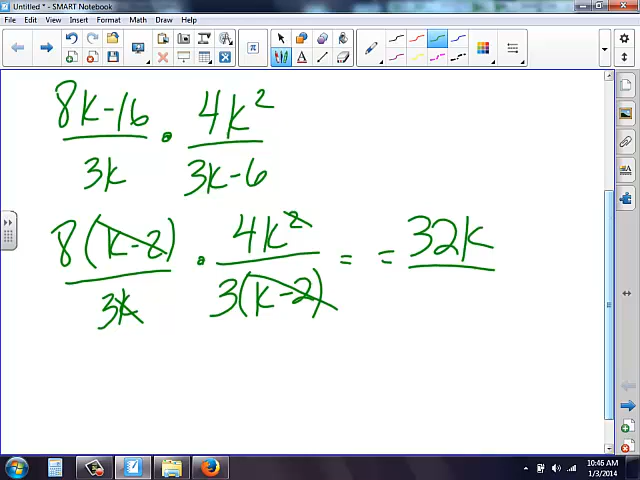 Untitled * - SMART Notebook
File Edit View Insert Format Math Draw Help
8k-16 4k²
3k · 3k-6
8(k-2) 4k² 32k
3k · 3(k-2) = =
10:46 AM
1/3/2014